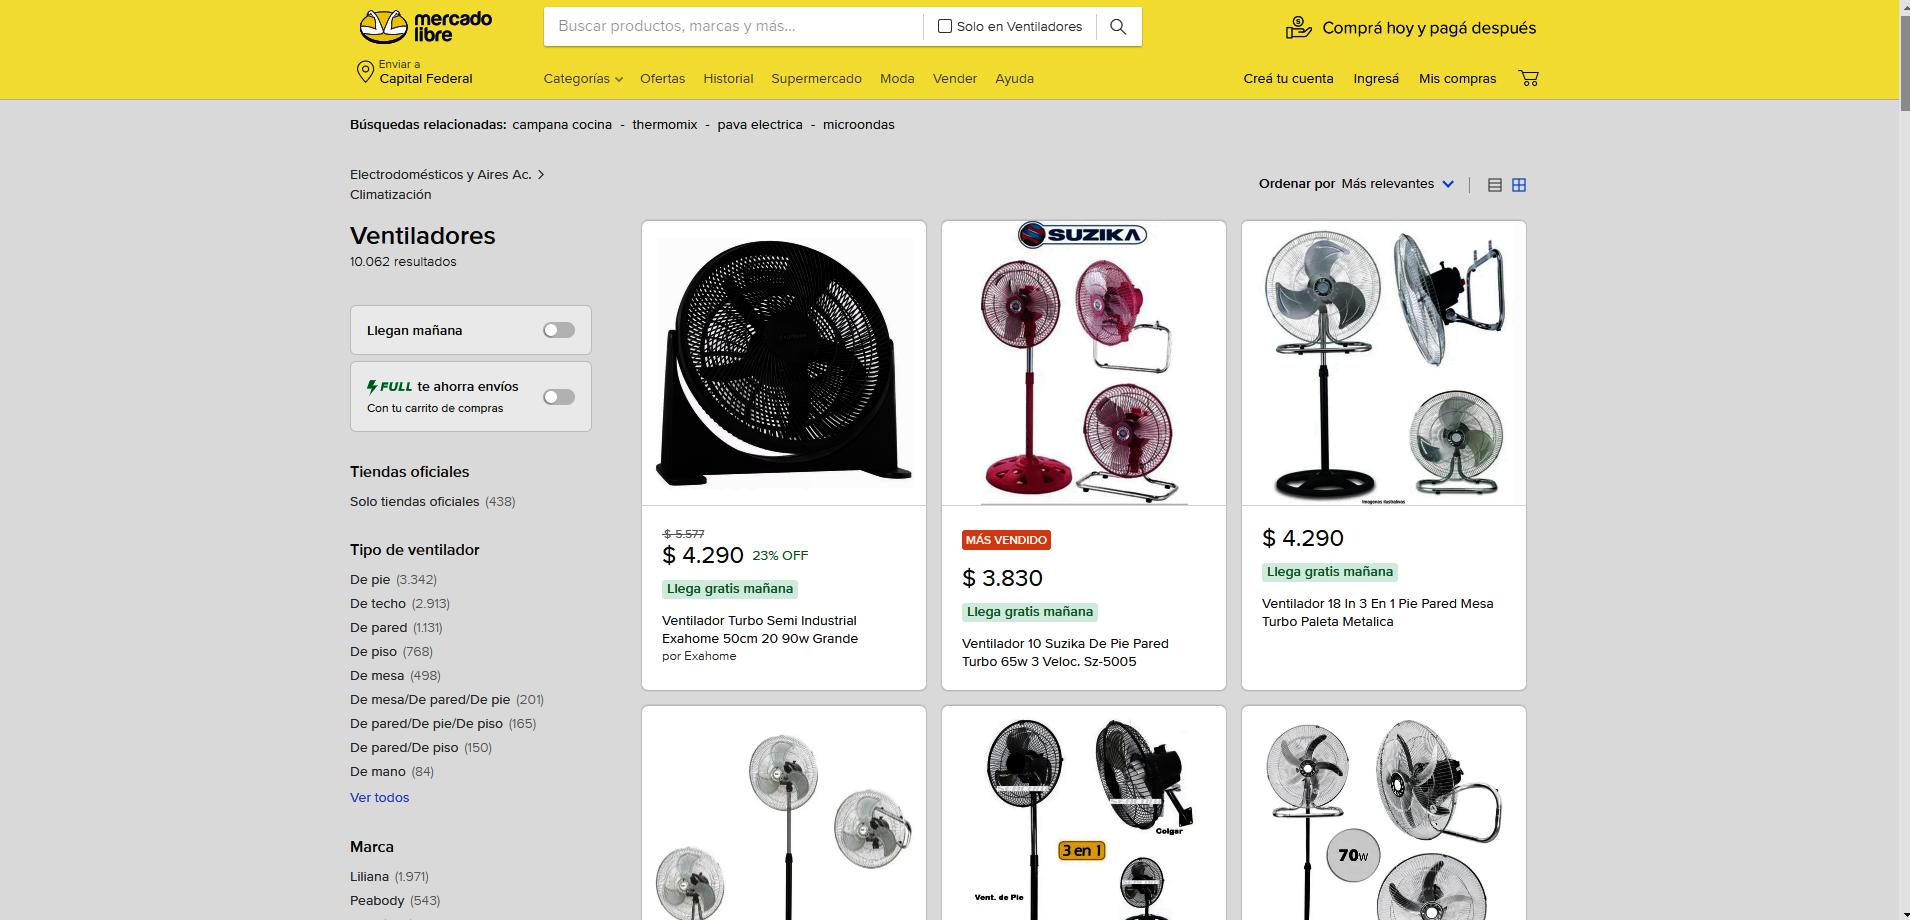 mercado
libre
Buscar productos, marcas y más...
Solo en Ventiladores
Comprá hoy y pagá después
Enviar a
Capital Federal
Categorías
Ofertas
Historial
Supermercado
Moda
Vender
Ayuda
Creá tu cuenta
Ingresá
Mis compras
Búsquedas relacionadas: campana cocina - thermomix - pava electrica - microondas
Electrodomésticos y Aires Ac. >
Climatización
Ordenar por Más relevantes
Ventiladores
10.062 resultados
Llegan mañana
FULL te ahorra envíos
Con tu carrito de compras
Tiendas oficiales
Solo tiendas oficiales (438)
Tipo de ventilador
De pie (3.342)
De techo (2.913)
De pared (1.131)
De piso (768)
De mesa (498)
De mesa/De pared/De pie (201)
De pared/De pie/De piso (165)
De pared/De piso (150)
De mano (84)
Ver todos
Marca
Liliana (1.971)
Peabody (543)
$ 5.577
$ 4.290 23% OFF
Llega gratis mañana
Ventilador Turbo Semi Industrial
Exahome 50cm 20 90w Grande
por Exahome
SUZIKA
MÁS VENDIDO
$ 3.830
Llega gratis mañana
Ventilador 10 Suzika De Pie Pared
Turbo 65w 3 Veloc. Sz-5005
Imagenes ilustrativas
$ 4.290
Llega gratis mañana
Ventilador 18 In 3 En 1 Pie Pared Mesa
Turbo Paleta Metalica
Colgar
3 en 1
Vent. de Pie
70w